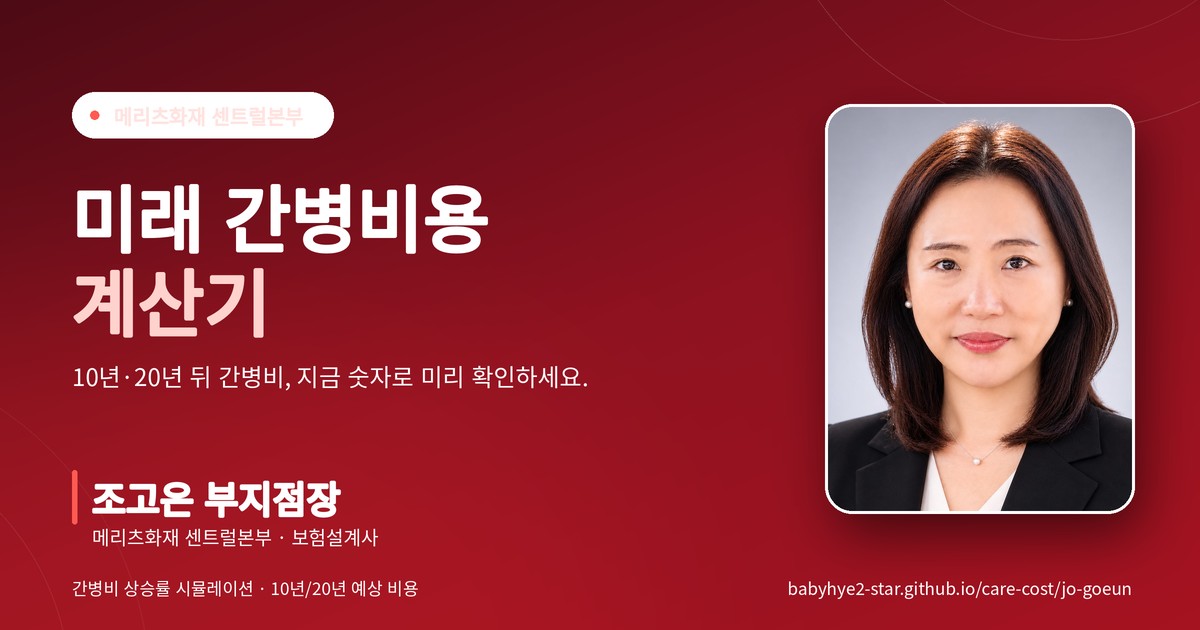 메리츠화재 센트럴본부
미래 간병비용
계산기
10년·20년 뒤 간병비, 지금 숫자로 미리 확인하세요.
조고은 부지점장
메리츠화재 센트럴본부 · 보험설계사
간병비 상승률 시뮬레이션 · 10년/20년 예상 비용
babyhye2-star.github.io/care-cost/jo-goeun